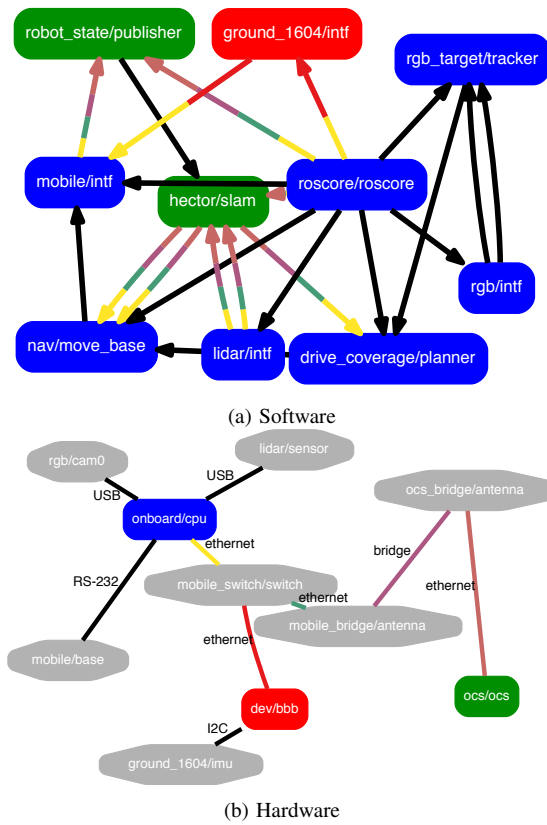 robot_state/publisher
ground_1604/intf
rgb_target/tracker
mobile/intf
hector/slam
roscore/roscore
rgb/intf
nav/move_base
lidar/intf
drive_coverage/planner
(a) Software
rgb/cam0
lidar/sensor
USB
USB
ocs_bridge/antenna
onboard/cpu
ethernet
bridge
RS-232
mobile_switch/switch
ethernet
ethernet
mobile_bridge/antenna
ethernet
mobile/base
dev/bbb
ocs/ocs
I2C
ground_1604/imu
(b) Hardware